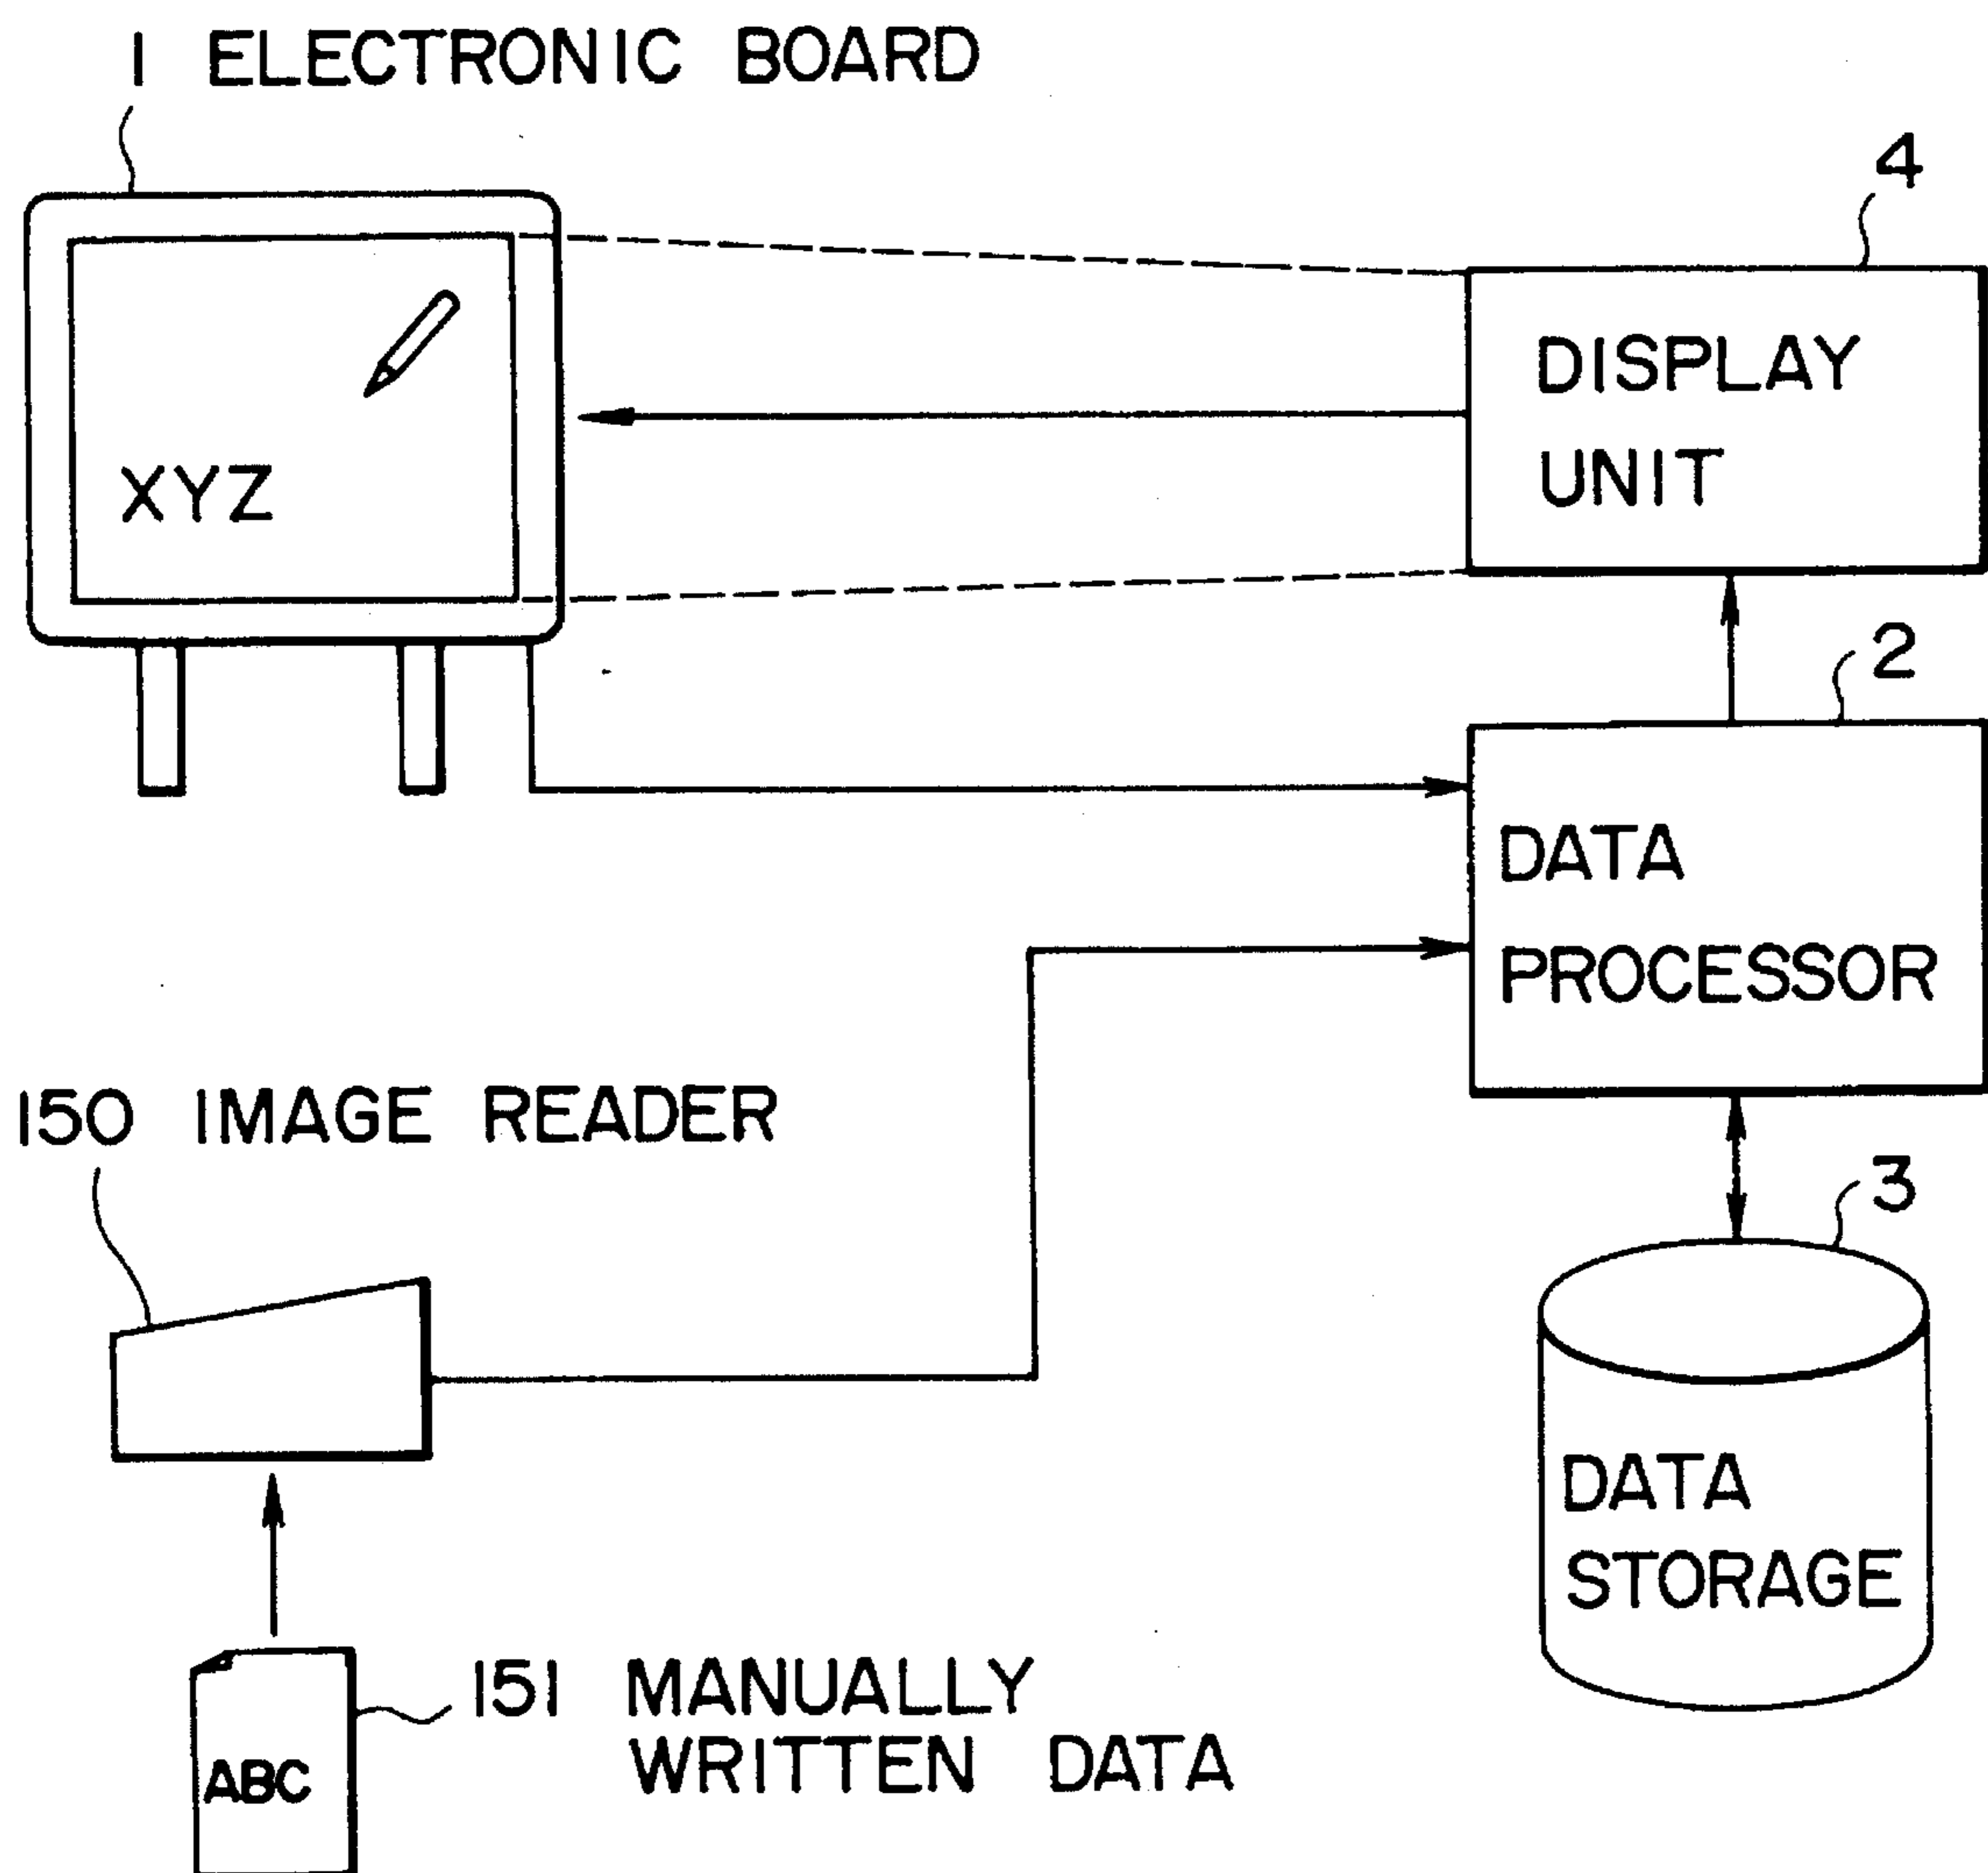 1 ELECTRONIC BOARD
4
DISPLAY
UNIT
XYZ
2
DATA
PROCESSOR
150 IMAGE READER
3
DATA
STORAGE
151 MANUALLY
WRITTEN DATA
ABC